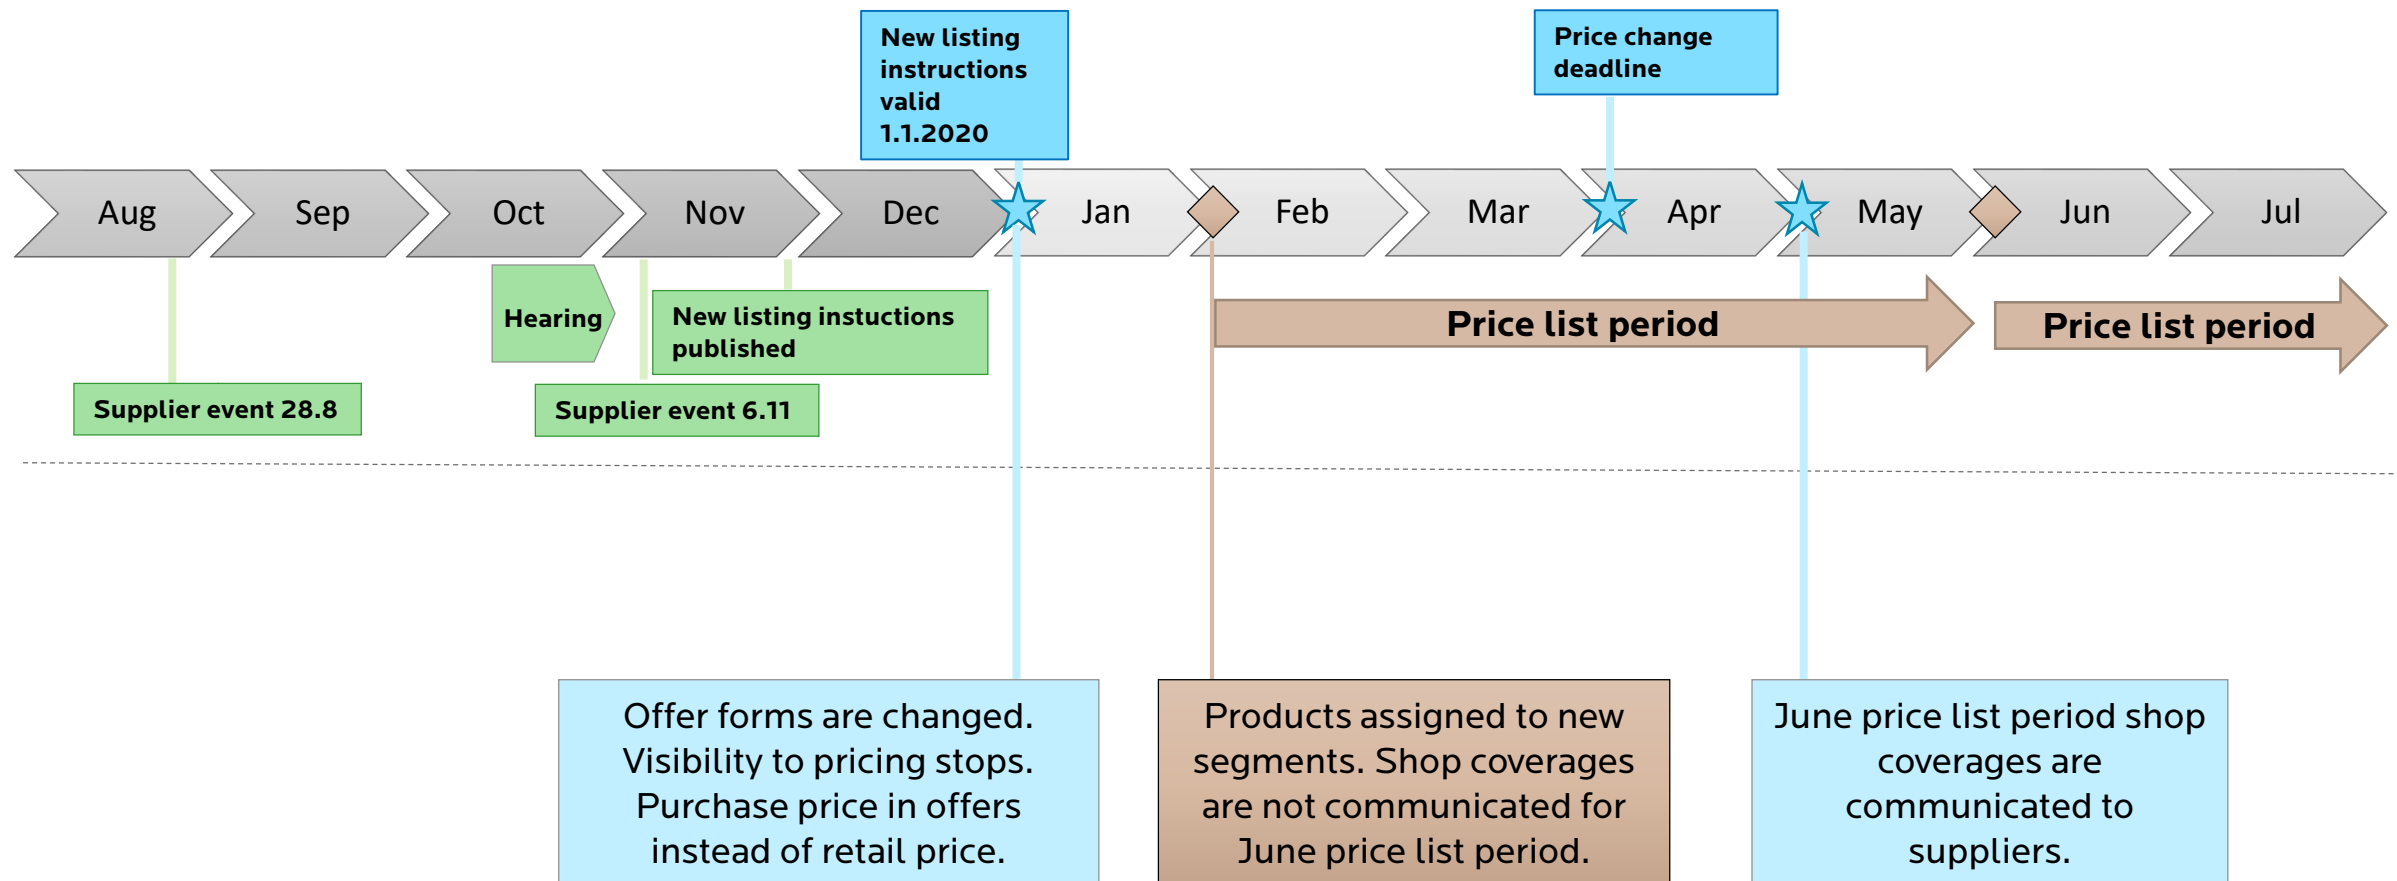 New listing
instructions
valid
1.1.2020
Price change
deadline
Aug
Sep
Oct
Nov
Dec
Jan
Feb
Mar
Apr
May
Jun
Jul
Hearing
New listing instuctions
published
Price list period
Price list period
Supplier event 28.8
Supplier event 6.11
Offer forms are changed.
Visibility to pricing stops.
Purchase price in offers
instead of retail price.
Products assigned to new
segments. Shop coverages
are not communicated for
June price list period.
June price list period shop
coverages are
communicated to
suppliers.